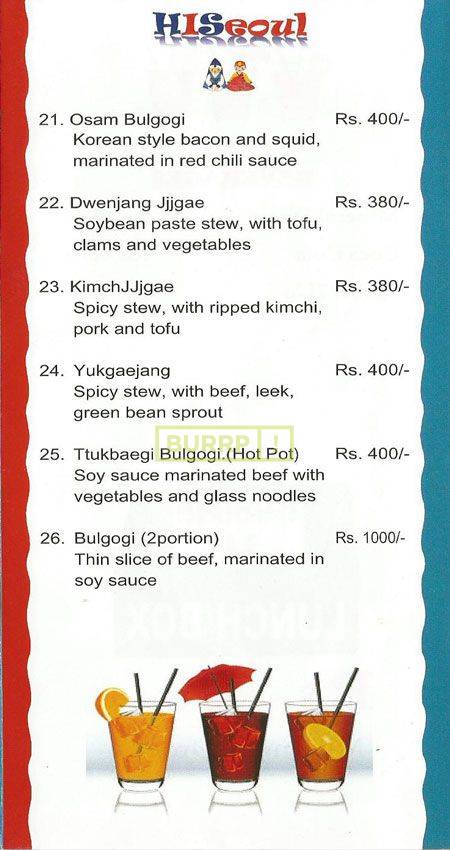 HISeoul
21. Osam Bulgogi Rs. 400/-
Korean style bacon and squid,
marinated in red chili sauce
22. Dwenjang Jjjgae Rs. 380/-
Soybean paste stew, with tofu,
clams and vegetables
23. KimchJJjgae Rs. 380/-
Spicy stew, with ripped kimchi,
pork and tofu
24. Yukgaejang Rs. 400/-
Spicy stew, with beef, leek,
green bean sprout
BURRP!
25. Ttukbaegi Bulgogi.(Hot Pot) Rs. 400/-
Soy sauce marinated beef with
vegetables and glass noodles
26. Bulgogi (2portion) Rs. 1000/-
Thin slice of beef, marinated in
soy sauce
LUNCH BOX